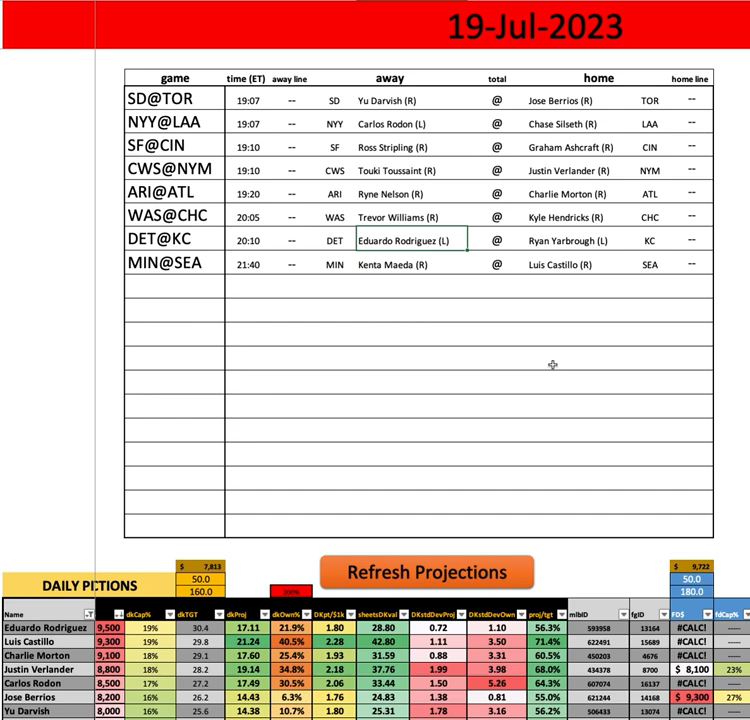 19-Jul-2023
game time (ET) away line away total home home line
SD@TOR 19:07 -- SD Yu Darvish (R) @ Jose Berrios (R) TOR --
NYY@LAA 19:07 -- NYY Carlos Rodon (L) @ Chase Silseth (R) LAA --
SF@CIN 19:10 -- SF Ross Stripling (R) @ Graham Ashcraft (R) CIN --
CWS@NYM 19:10 -- CWS Touki Toussaint (R) @ Justin Verlander (R) NYM --
ARI@ATL 19:20 -- ARI Ryne Nelson (R) @ Charlie Morton (R) ATL --
WAS@CHC 20:05 -- WAS Trevor Williams (R) @ Kyle Hendricks (R) CHC --
DET@KC 20:10 -- DET Eduardo Rodriguez (L) @ Ryan Yarbrough (L) KC --
MIN@SEA 21:40 -- MIN Kenta Maeda (R) @ Luis Castillo (R) SEA --
$ 7,813 Refresh Projections $ 9,722
50.0 50.0
160.0 180.0
Name dkCap% dkTGT dkProj dkOwn% DKpt/$1k sheetsDKval DKstdDevProj DKstdDevOwn proj/tgt mlbID fgID FD$ fdCap%
Eduardo Rodriguez 9,500 19% 30.4 17.11 21.9% 1.80 28.80 0.72 1.10 56.3% 593958 13164 #CALC! -----
Luis Castillo 9,300 19% 29.8 21.24 40.5% 2.28 42.80 1.11 3.50 71.4% 622491 15689 #CALC! -----
Charlie Morton 9,100 18% 29.1 17.60 25.4% 1.93 31.59 0.88 3.31 60.5% 450203 4676 #CALC! -----
Justin Verlander 8,800 18% 28.2 19.14 34.8% 2.18 37.76 1.99 3.98 68.0% 434378 8700 $ 8,100 23%
Carlos Rodon 8,500 17% 27.2 17.49 30.5% 2.06 33.44 1.50 5.26 64.3% 607074 16137 #CALC! -----
Jose Berrios 8,200 16% 26.2 14.43 6.3% 1.76 24.83 1.38 0.81 55.0% 621244 14168 $ 9,300 27%
Yu Darvish 8,000 16% 25.6 14.38 10.7% 1.80 25.31 1.78 3.16 56.2% 506433 13074 #CALC! -----